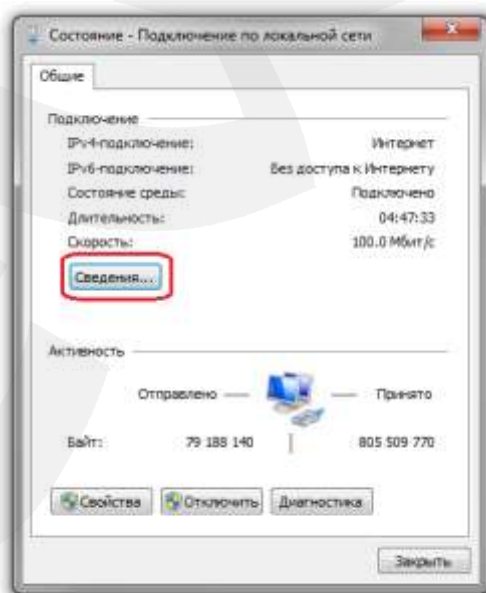 Состояние - Подключение по локальной сети
Общие
Подключение
IPv4-подключение: Интернет
IPv6-подключение: Без доступа к Интернету
Состояние среды: Подключено
Длительность: 04:47:33
Скорость: 100.0 Мбит/с
Сведения...
Активность
Отправлено — Принято
Байт: 79 188 140 805 509 770
Свойства Отключить Диагностика
Закрыть